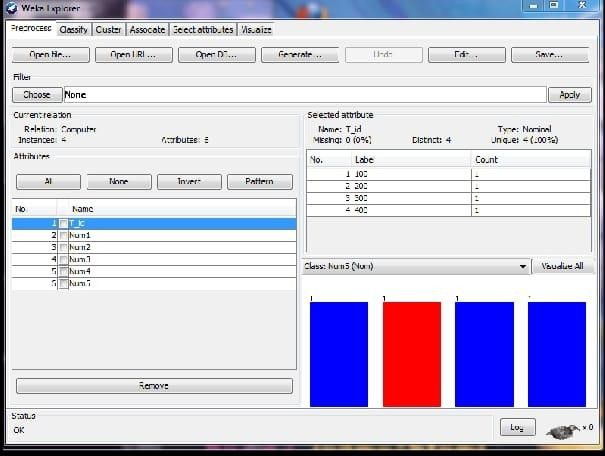 Weka Explorer
Preprocess Classify Cluster Associate Select attributes Visualize
Open file... Open URL... Open DB... Generate... Undo Edit... Save...
Filter
Choose None Apply
Current relation
Relation: Computer
Instances: 4 Attributes: 6
Selected attribute
Name: T_id Type: Nominal
Missing: 0 (0%) Distinct: 4 Unique: 4 (100%)
Attributes
All None Invert Pattern
No. Name
1 T_id
2 Num1
3 Num2
4 Num3
5 Num4
6 Num5
No. Label Count
1 100 1
2 200 1
3 300 1
4 400 1
Class: Num5 (Nom) Visualize All
1 1 1 1
Remove
Status
OK
Log x 0